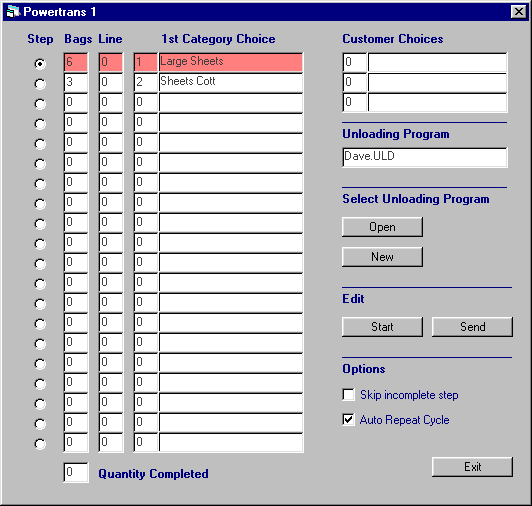 Powertrans 1
Step Bags Line 1st Category Choice Customer Choices
6 0 1 Large Sheets 0
3 0 2 Sheets Cott 0
0 0 0 0
0 0 0
0 0 0 Unloading Program
0 0 0 Dave.ULD
0 0 0
0 0 0 Select Unloading Program
0 0 0 Open
0 0 0
0 0 0 New
0 0 0
0 0 0 Edit
0 0 0 Start Send
0 0 0
0 0 0 Options
0 0 0 Skip incomplete step
0 0 0 Auto Repeat Cycle
0 0 0
0 0 0
0 Quantity Completed Exit